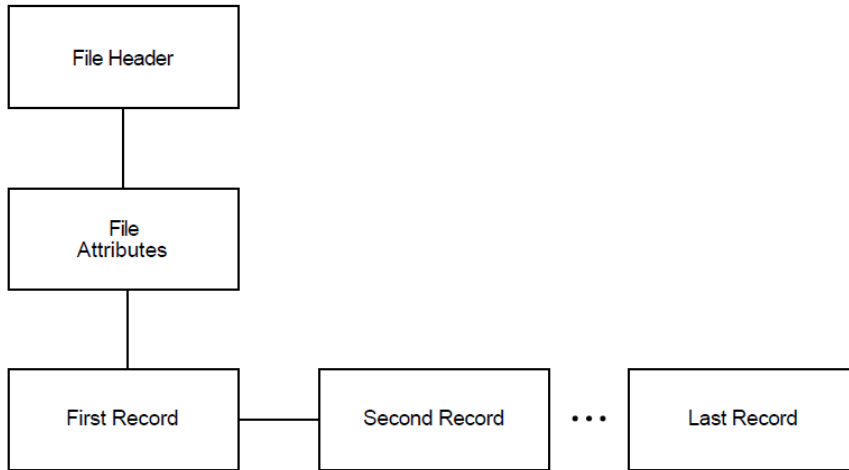 File Header
File
Attributes
First Record
Second Record
•••
Last Record